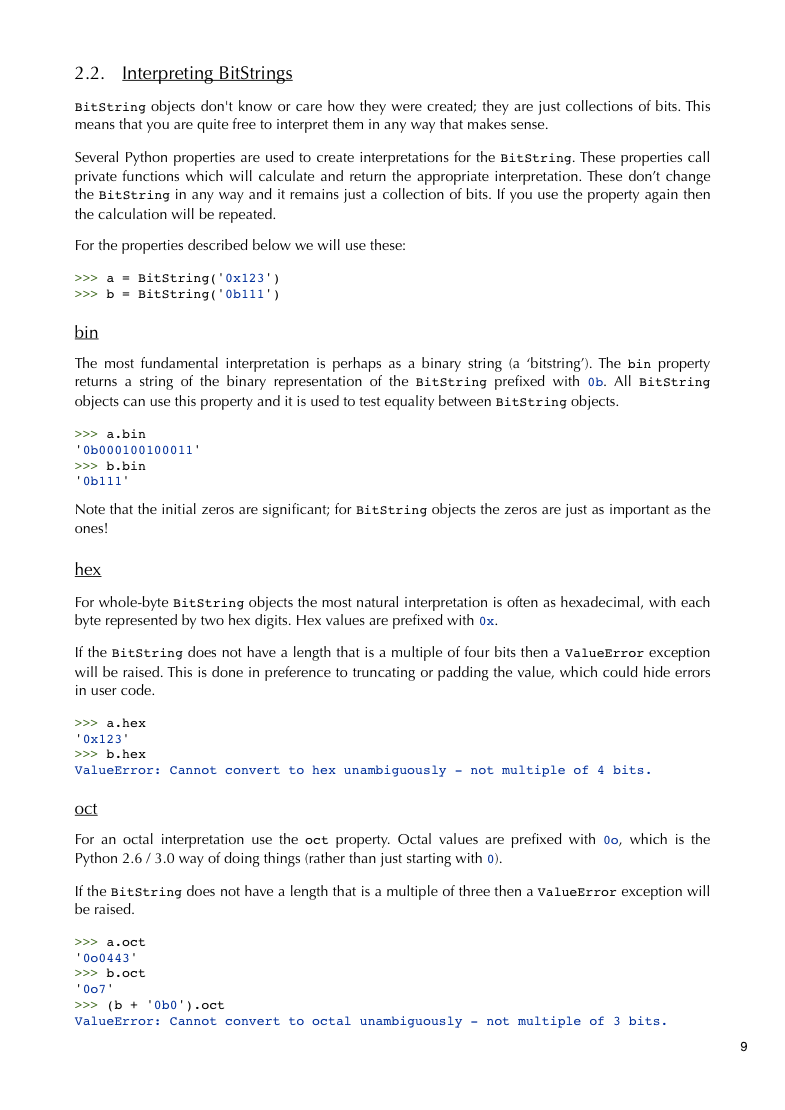 2.2. Interpreting BitStrings
BitString objects don't know or care how they were created; they are just collections of bits. This
means that you are quite free to interpret them in any way that makes sense.
Several Python properties are used to create interpretations for the BitString. These properties call
private functions which will calculate and return the appropriate interpretation. These don’t change
the BitString in any way and it remains just a collection of bits. If you use the property again then
the calculation will be repeated.
For the properties described below we will use these:
>>> a = BitString('0x123')
>>> b = BitString('0b111')
bin
The most fundamental interpretation is perhaps as a binary string (a ‘bitstring’). The bin property
returns a string of the binary representation of the BitString prefixed with 0b. All BitString
objects can use this property and it is used to test equality between BitString objects.
>>> a.bin
'0b000100100011'
>>> b.bin
'0b111'
Note that the initial zeros are significant; for BitString objects the zeros are just as important as the
ones!
hex
For whole-byte BitString objects the most natural interpretation is often as hexadecimal, with each
byte represented by two hex digits. Hex values are prefixed with 0x.
If the BitString does not have a length that is a multiple of four bits then a ValueError exception
will be raised. This is done in preference to truncating or padding the value, which could hide errors
in user code.
>>> a.hex
'0x123'
>>> b.hex
ValueError: Cannot convert to hex unambiguously - not multiple of 4 bits.
oct
For an octal interpretation use the oct property. Octal values are prefixed with 0o, which is the
Python 2.6 / 3.0 way of doing things (rather than just starting with 0).
If the BitString does not have a length that is a multiple of three then a ValueError exception will
be raised.
>>> a.oct
'0o0443'
>>> b.oct
'0o7'
>>> (b + '0b0').oct
ValueError: Cannot convert to octal unambiguously - not multiple of 3 bits.
9